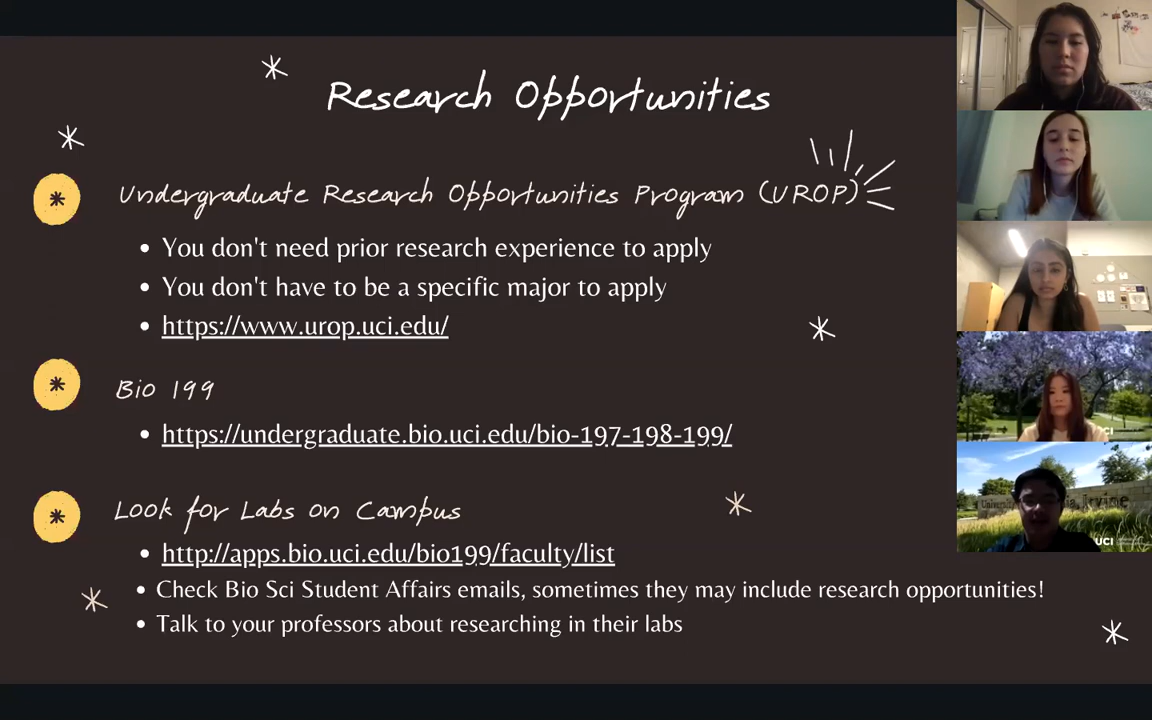 Research Opportunities
Undergraduate Research Opportunities Program (UROP)
You don't need prior research experience to apply
You don't have to be a specific major to apply
https://www.urop.uci.edu/
Bio 199
https://undergraduate.bio.uci.edu/bio-197-198-199/
Look for Labs on Campus
http://apps.bio.uci.edu/bio199/faculty/list
Check Bio Sci Student Affairs emails, sometimes they may include research opportunities!
Talk to your professors about researching in their labs
UCI
Irvine
UCI